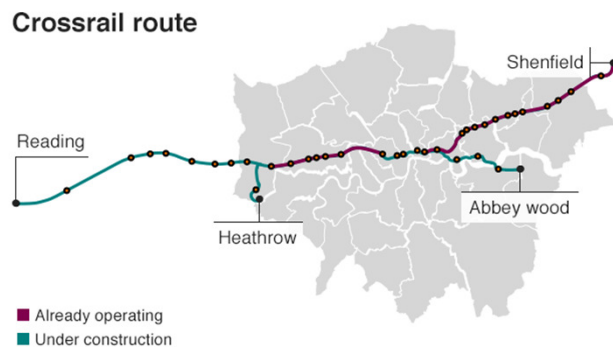 Crossrail route
Shenfield
Reading
Abbey wood
Heathrow
Already operating
Under construction